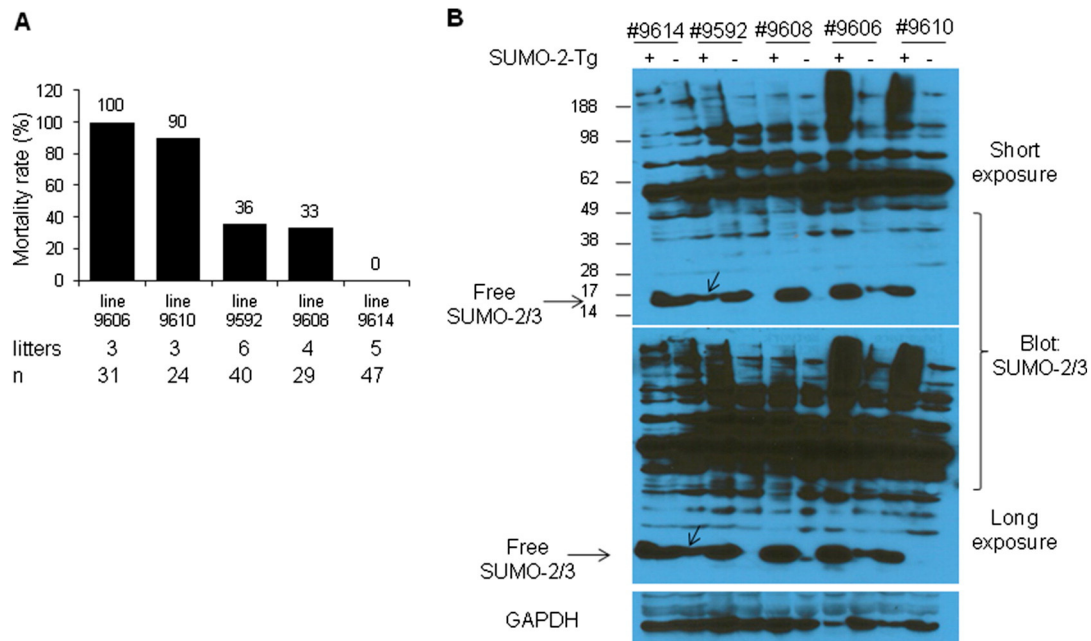 A
Mortality rate (%)
120
100
80
60
40
20
0
100
90
36
33
0
line 9606
line 9610
line 9592
line 9608
line 9614
litters 3 3 6 4 5
n 31 24 40 29 47
B
#9614 #9592 #9608 #9606 #9610
SUMO-2-Tg + - + - + - + - + -
188
98
62
49
38
28
17
14
Short
exposure
Free
SUMO-2/3
Blot:
SUMO-2/3
Long
exposure
Free
SUMO-2/3
GAPDH